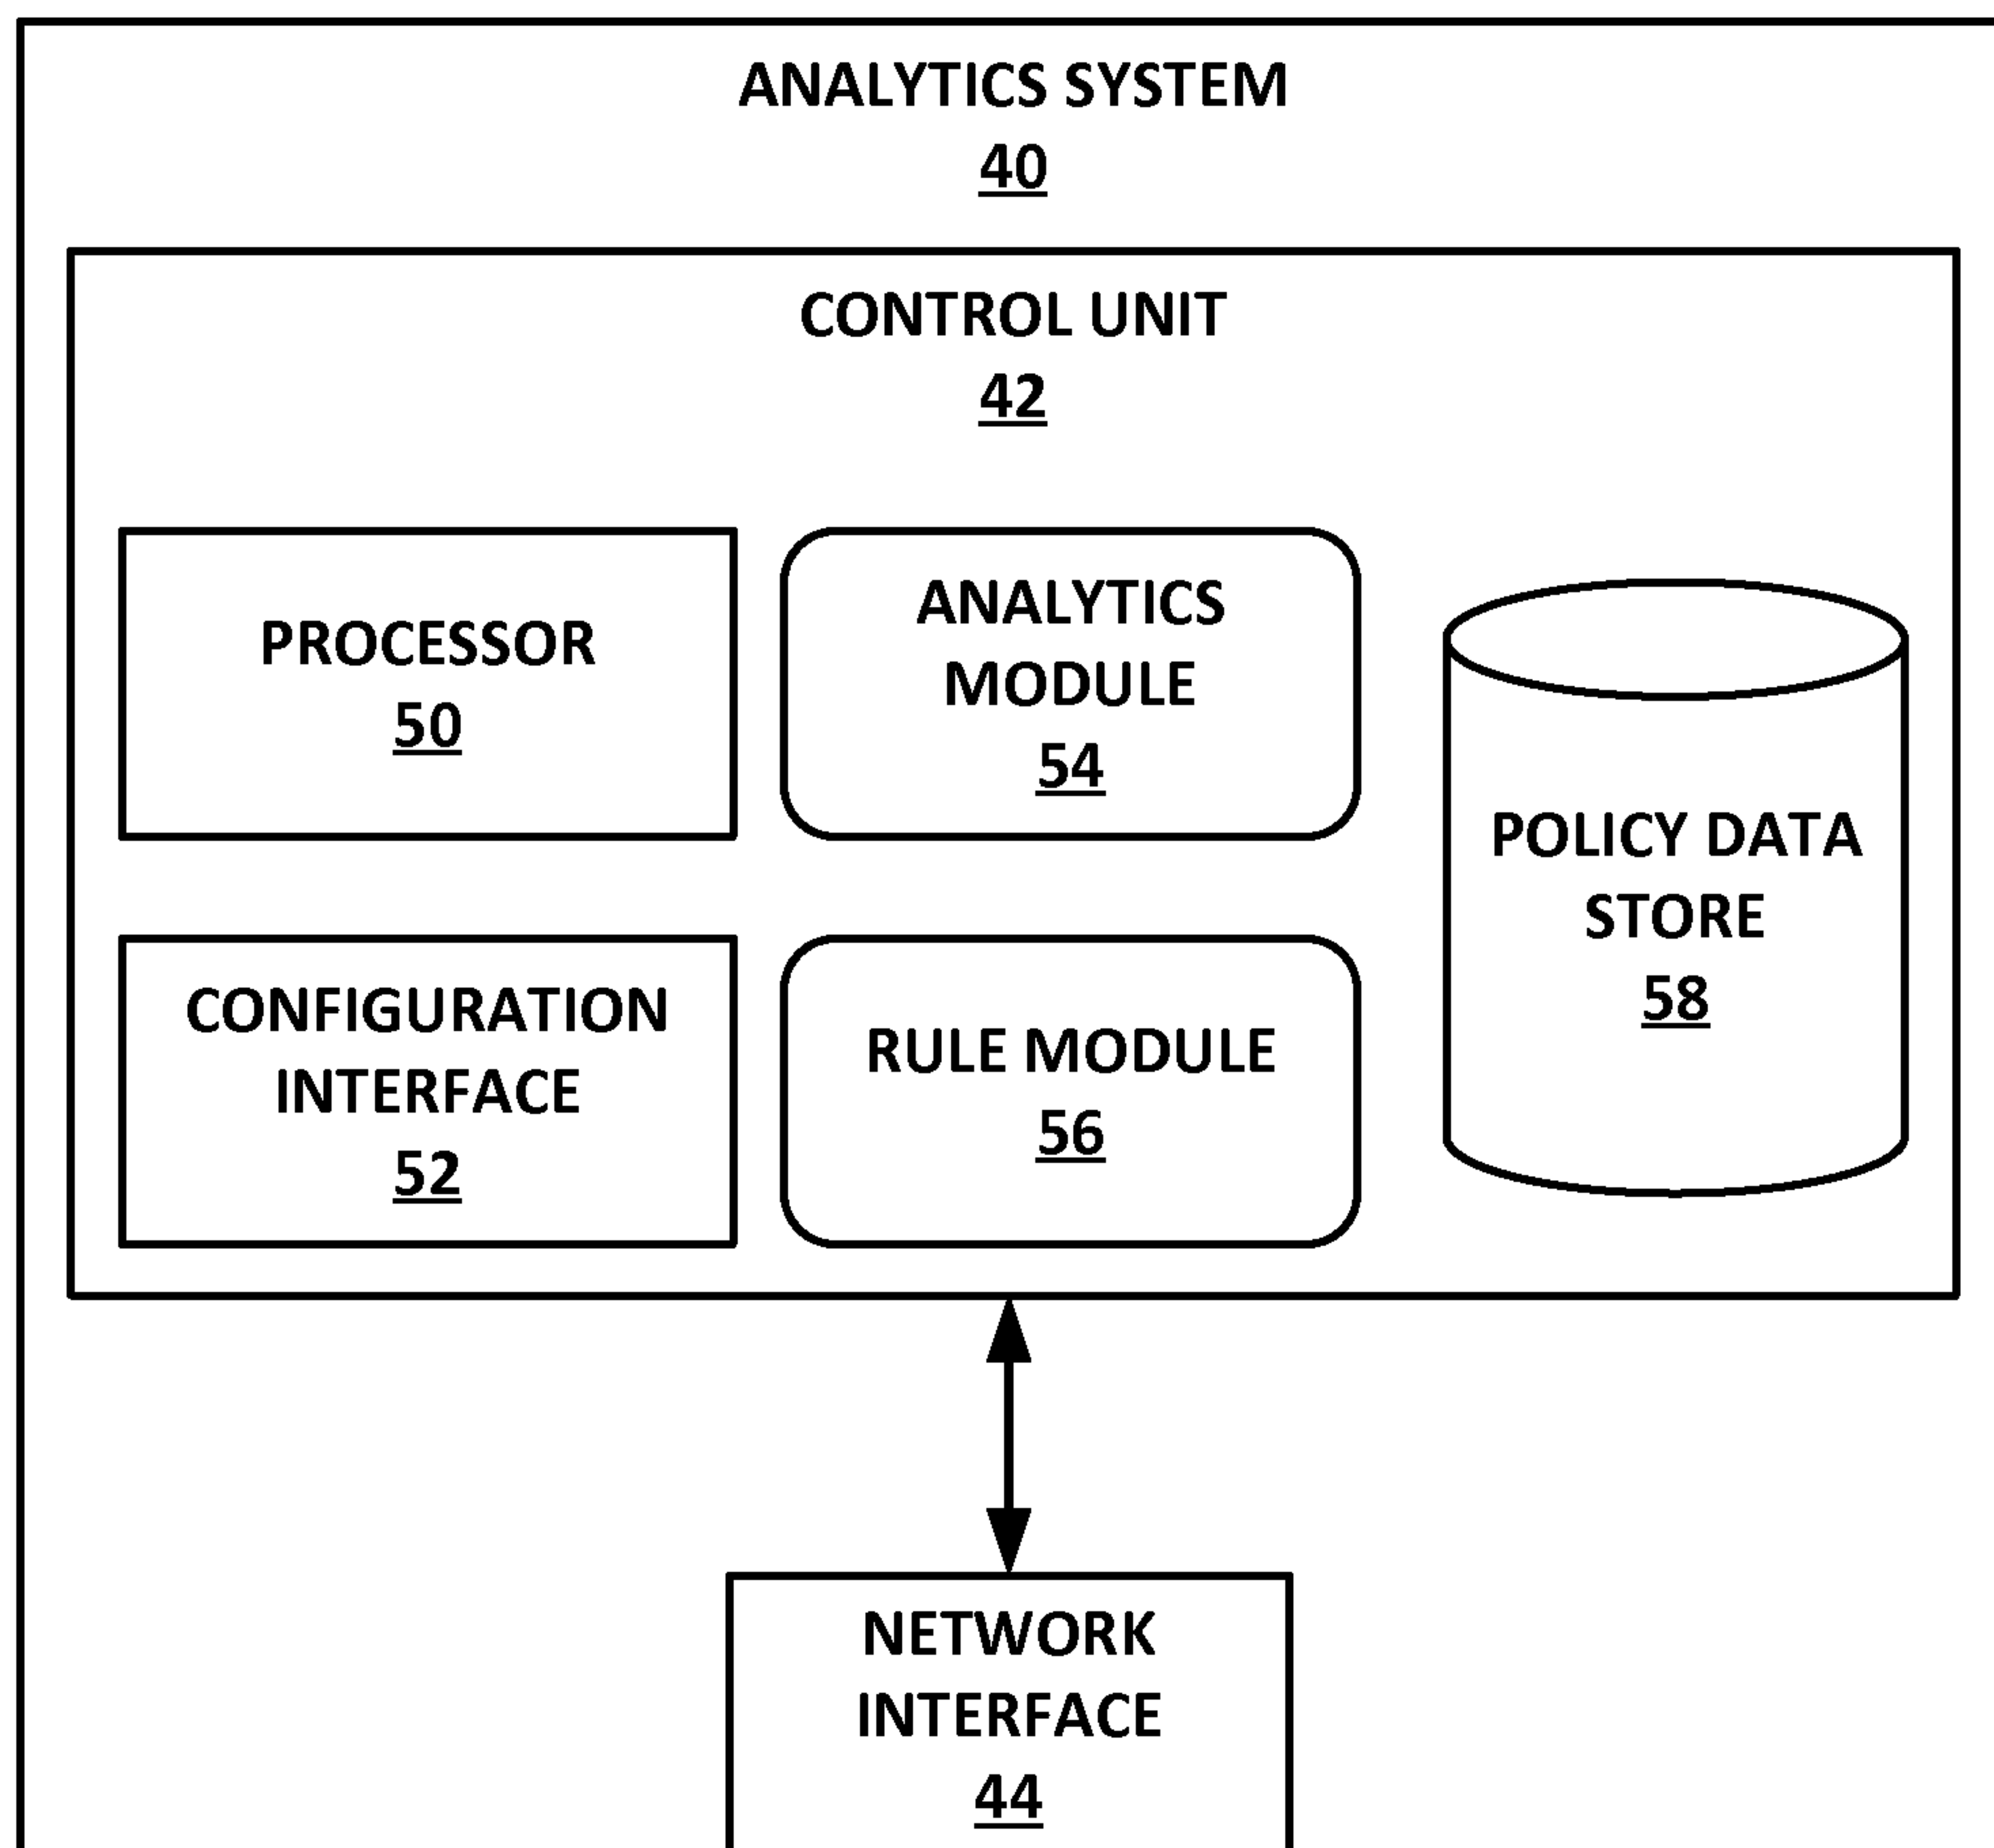 ANALYTICS SYSTEM
40
CONTROL UNIT
42
PROCESSOR
50
ANALYTICS
MODULE
54
CONFIGURATION
INTERFACE
52
RULE MODULE
56
POLICY DATA
STORE
58
NETWORK
INTERFACE
44